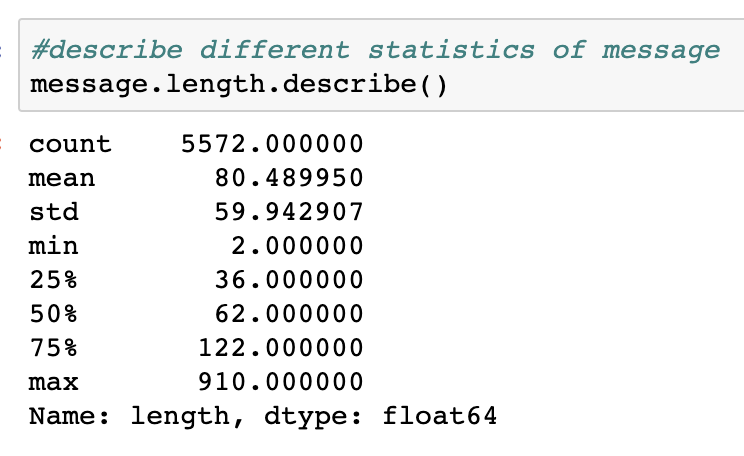 #describe different statistics of message
message.length.describe()
count    5572.000000
mean       80.489950
std        59.942907
min         2.000000
25%        36.000000
50%        62.000000
75%       122.000000
max       910.000000
Name: length, dtype: float64